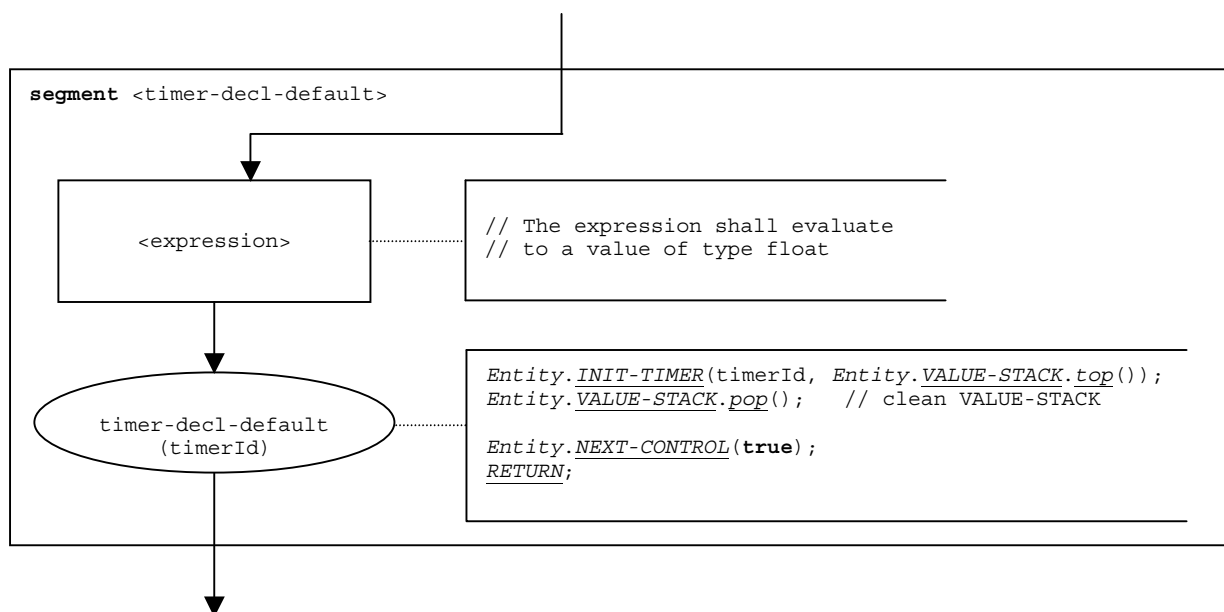 segment <timer-decl-default>
<expression>
// The expression shall evaluate
// to a value of type float
timer-decl-default
(timerId)
Entity.INIT-TIMER(timerId, Entity.VALUE-STACK.top());
Entity.VALUE-STACK.pop();   // clean VALUE-STACK
Entity.NEXT-CONTROL(true);
RETURN;